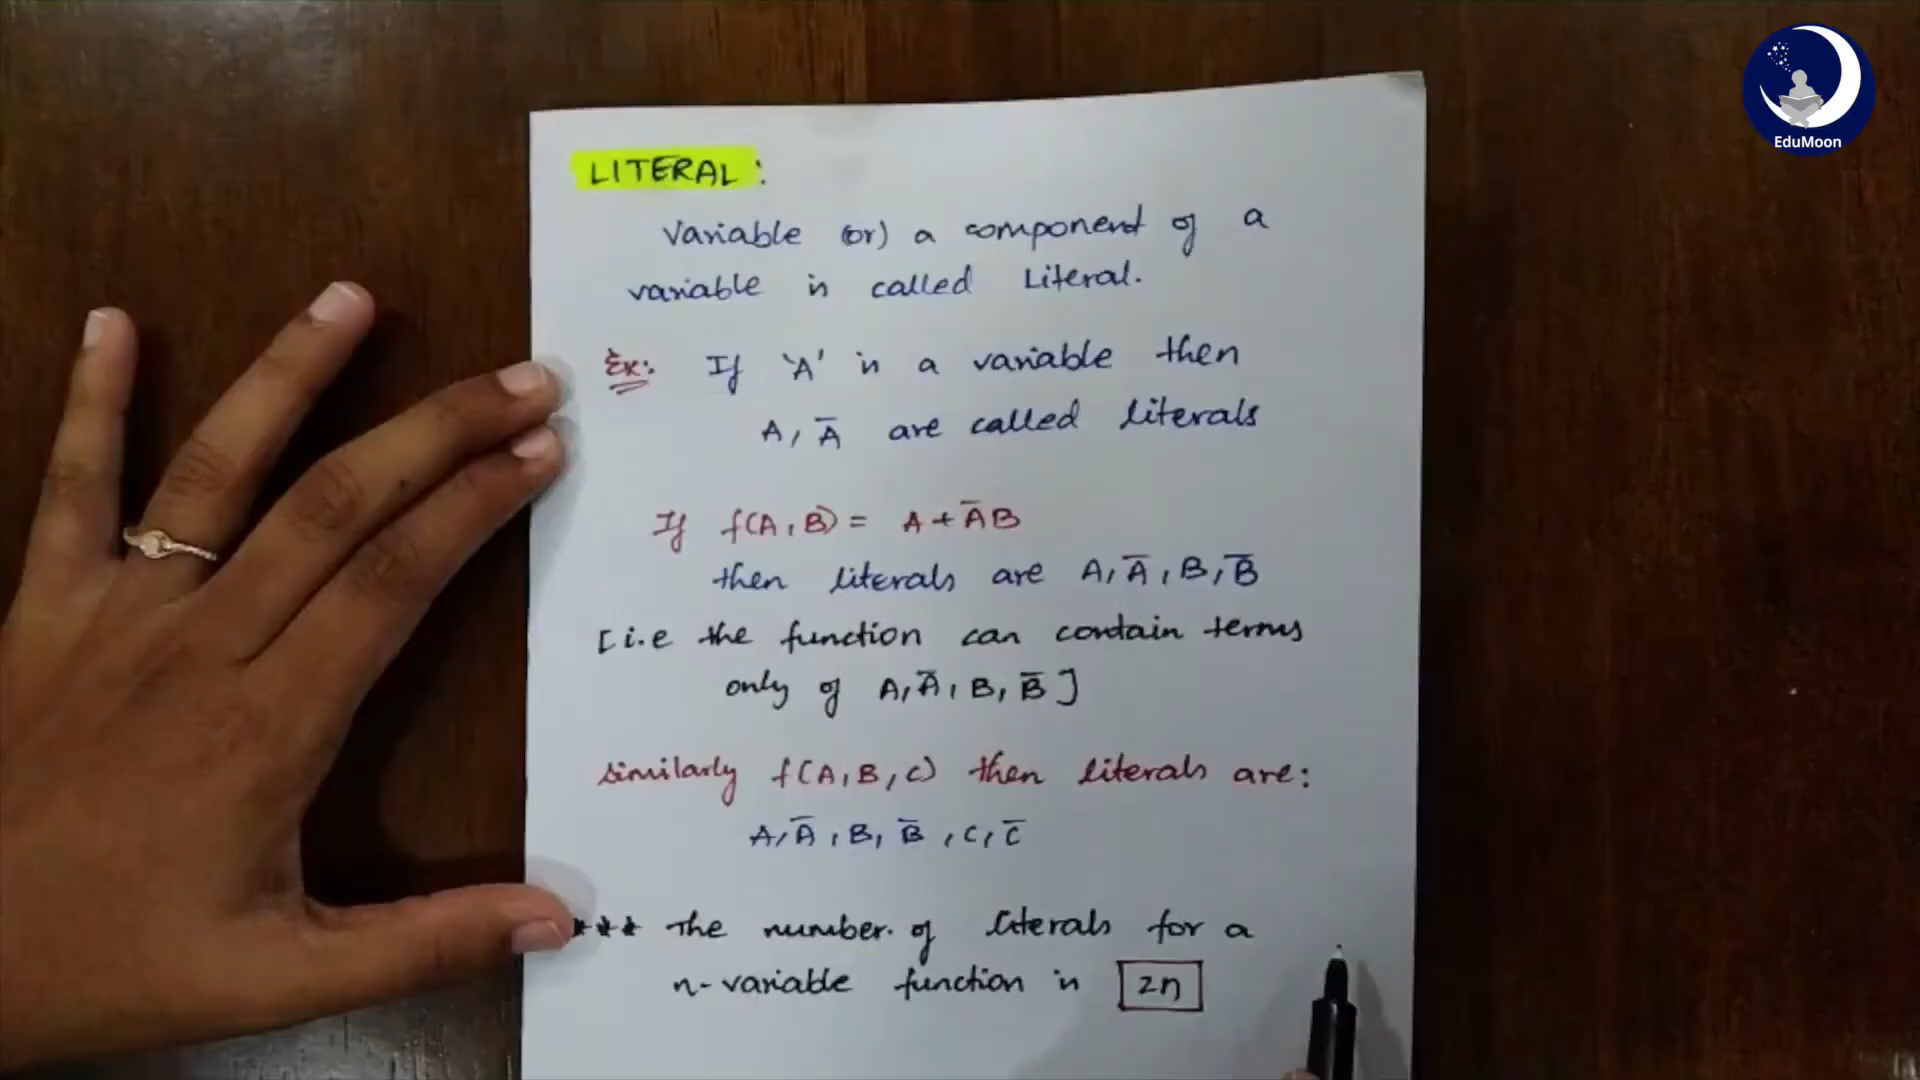 EduMoon
LITERAL:
Variable (or) a component of a
variable is called Literal.
Ex: If 'A' is a variable then
A, A̅ are called literals
If f(A,B) = A + A̅B
then literals are A, A̅, B, B̅
[i.e the function can contain terms
only of A, A̅, B, B̅]
Similarly f(A,B,C) then literals are:
A, A̅, B, B̅, C, C̅
*** The number of literals for a
n-variable function is 2n